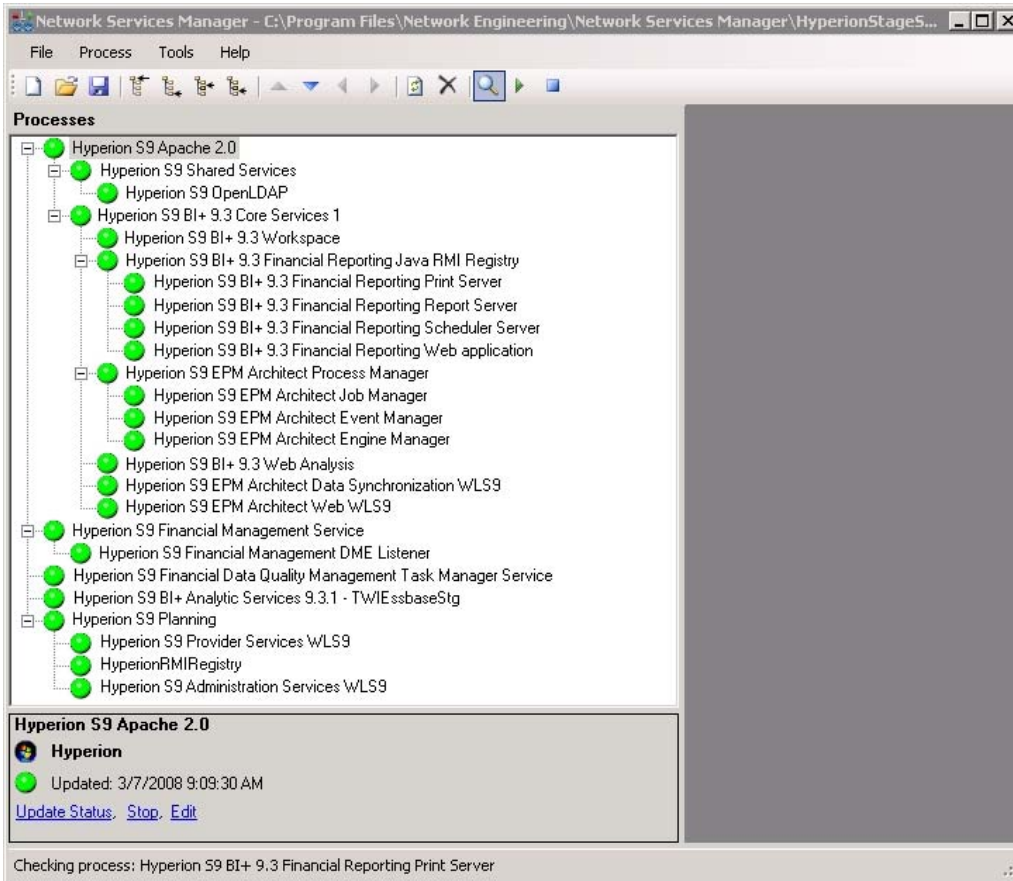 Network Services Manager - C:\Program Files\Network Engineering\Network Services Manager\HyperionStageS...
File Process Tools Help
Processes
Hyperion S9 Apache 2.0
Hyperion S9 Shared Services
Hyperion S9 OpenLDAP
Hyperion S9 BI+ 9.3 Core Services 1
Hyperion S9 BI+ 9.3 Workspace
Hyperion S9 BI+ 9.3 Financial Reporting Java RMI Registry
Hyperion S9 BI+ 9.3 Financial Reporting Print Server
Hyperion S9 BI+ 9.3 Financial Reporting Report Server
Hyperion S9 BI+ 9.3 Financial Reporting Scheduler Server
Hyperion S9 BI+ 9.3 Financial Reporting Web application
Hyperion S9 EPM Architect Process Manager
Hyperion S9 EPM Architect Job Manager
Hyperion S9 EPM Architect Event Manager
Hyperion S9 EPM Architect Engine Manager
Hyperion S9 BI+ 9.3 Web Analysis
Hyperion S9 EPM Architect Data Synchronization WLS9
Hyperion S9 EPM Architect Web WLS9
Hyperion S9 Financial Management Service
Hyperion S9 Financial Management DME Listener
Hyperion S9 Financial Data Quality Management Task Manager Service
Hyperion S9 BI+ Analytic Services 9.3.1 - TWIEssbaseStg
Hyperion S9 Planning
Hyperion S9 Provider Services WLS9
HyperionRMIRegistry
Hyperion S9 Administration Services WLS9
Hyperion S9 Apache 2.0
Hyperion
Updated: 3/7/2008 9:09:30 AM
Update Status, Stop, Edit
Checking process: Hyperion S9 BI+ 9.3 Financial Reporting Print Server